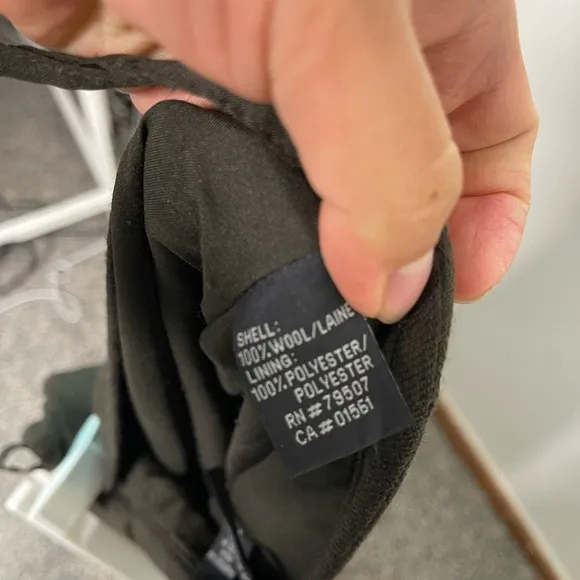 SHELL:
100%WOOL/LAINE
LINING:
100%POLYESTER/
POLYESTER
RN#79507
CA#01561